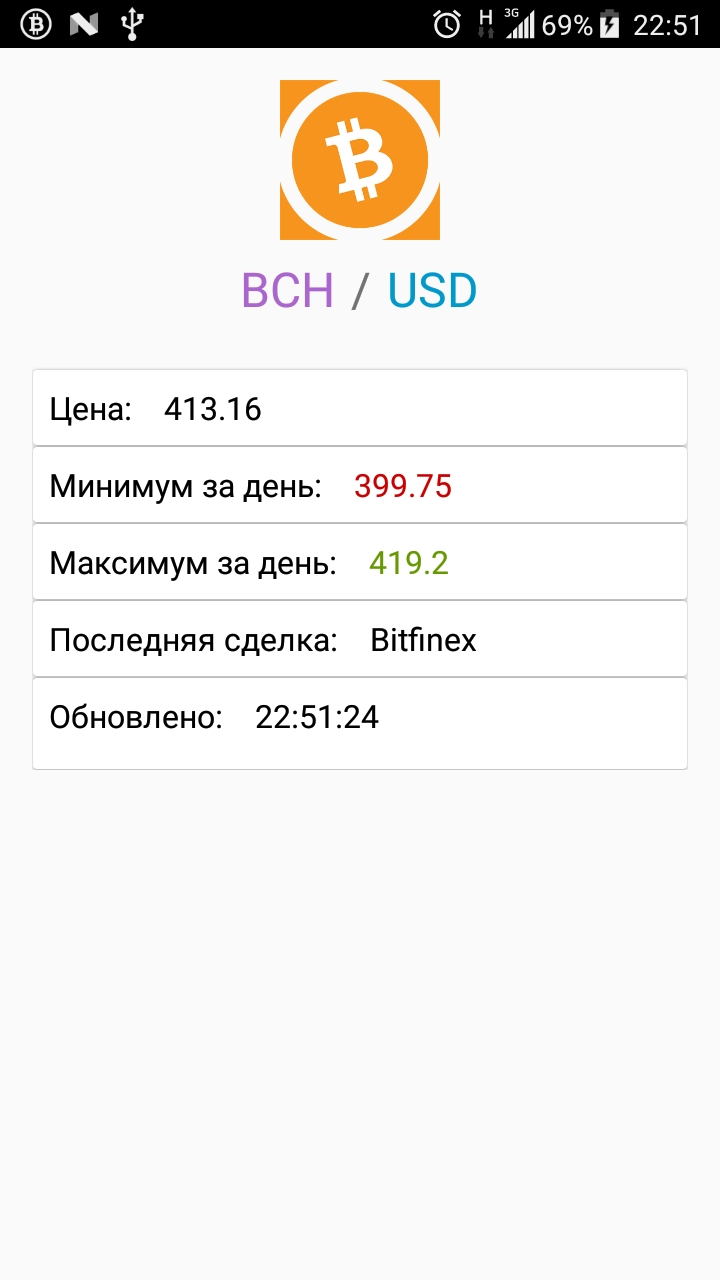 H 3G 69% 22:51
BCH / USD
Цена: 413.16
Минимум за день: 399.75
Максимум за день: 419.2
Последняя сделка: Bitfinex
Обновлено: 22:51:24